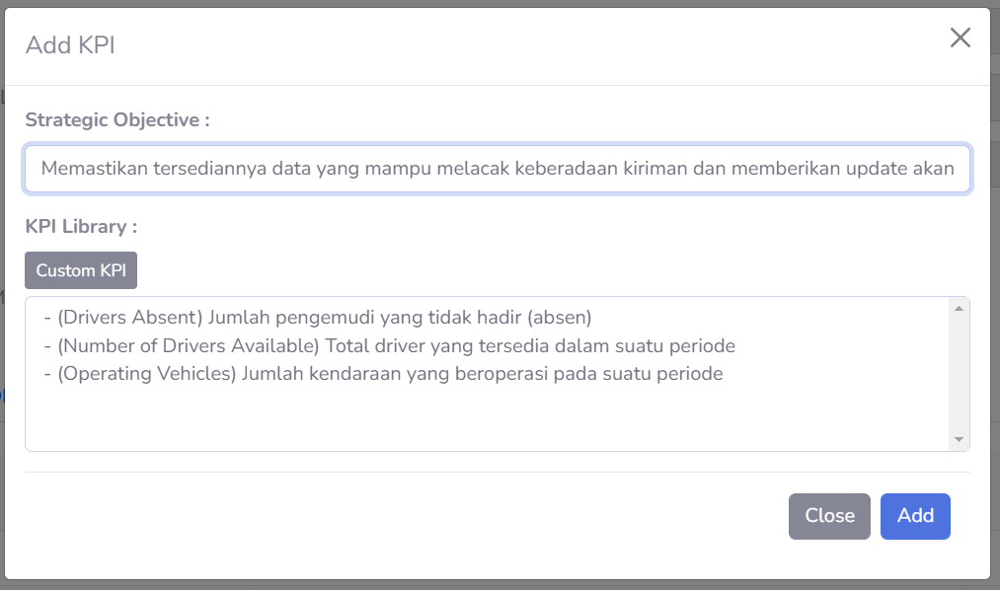 Add KPI
Strategic Objective :
Memastikan tersediannya data yang mampu melacak keberadaan kiriman dan memberikan update akan
KPI Library :
Custom KPI
- (Drivers Absent) Jumlah pengemudi yang tidak hadir (absen)
- (Number of Drivers Available) Total driver yang tersedia dalam suatu periode
- (Operating Vehicles) Jumlah kendaraan yang beroperasi pada suatu periode
Close Add